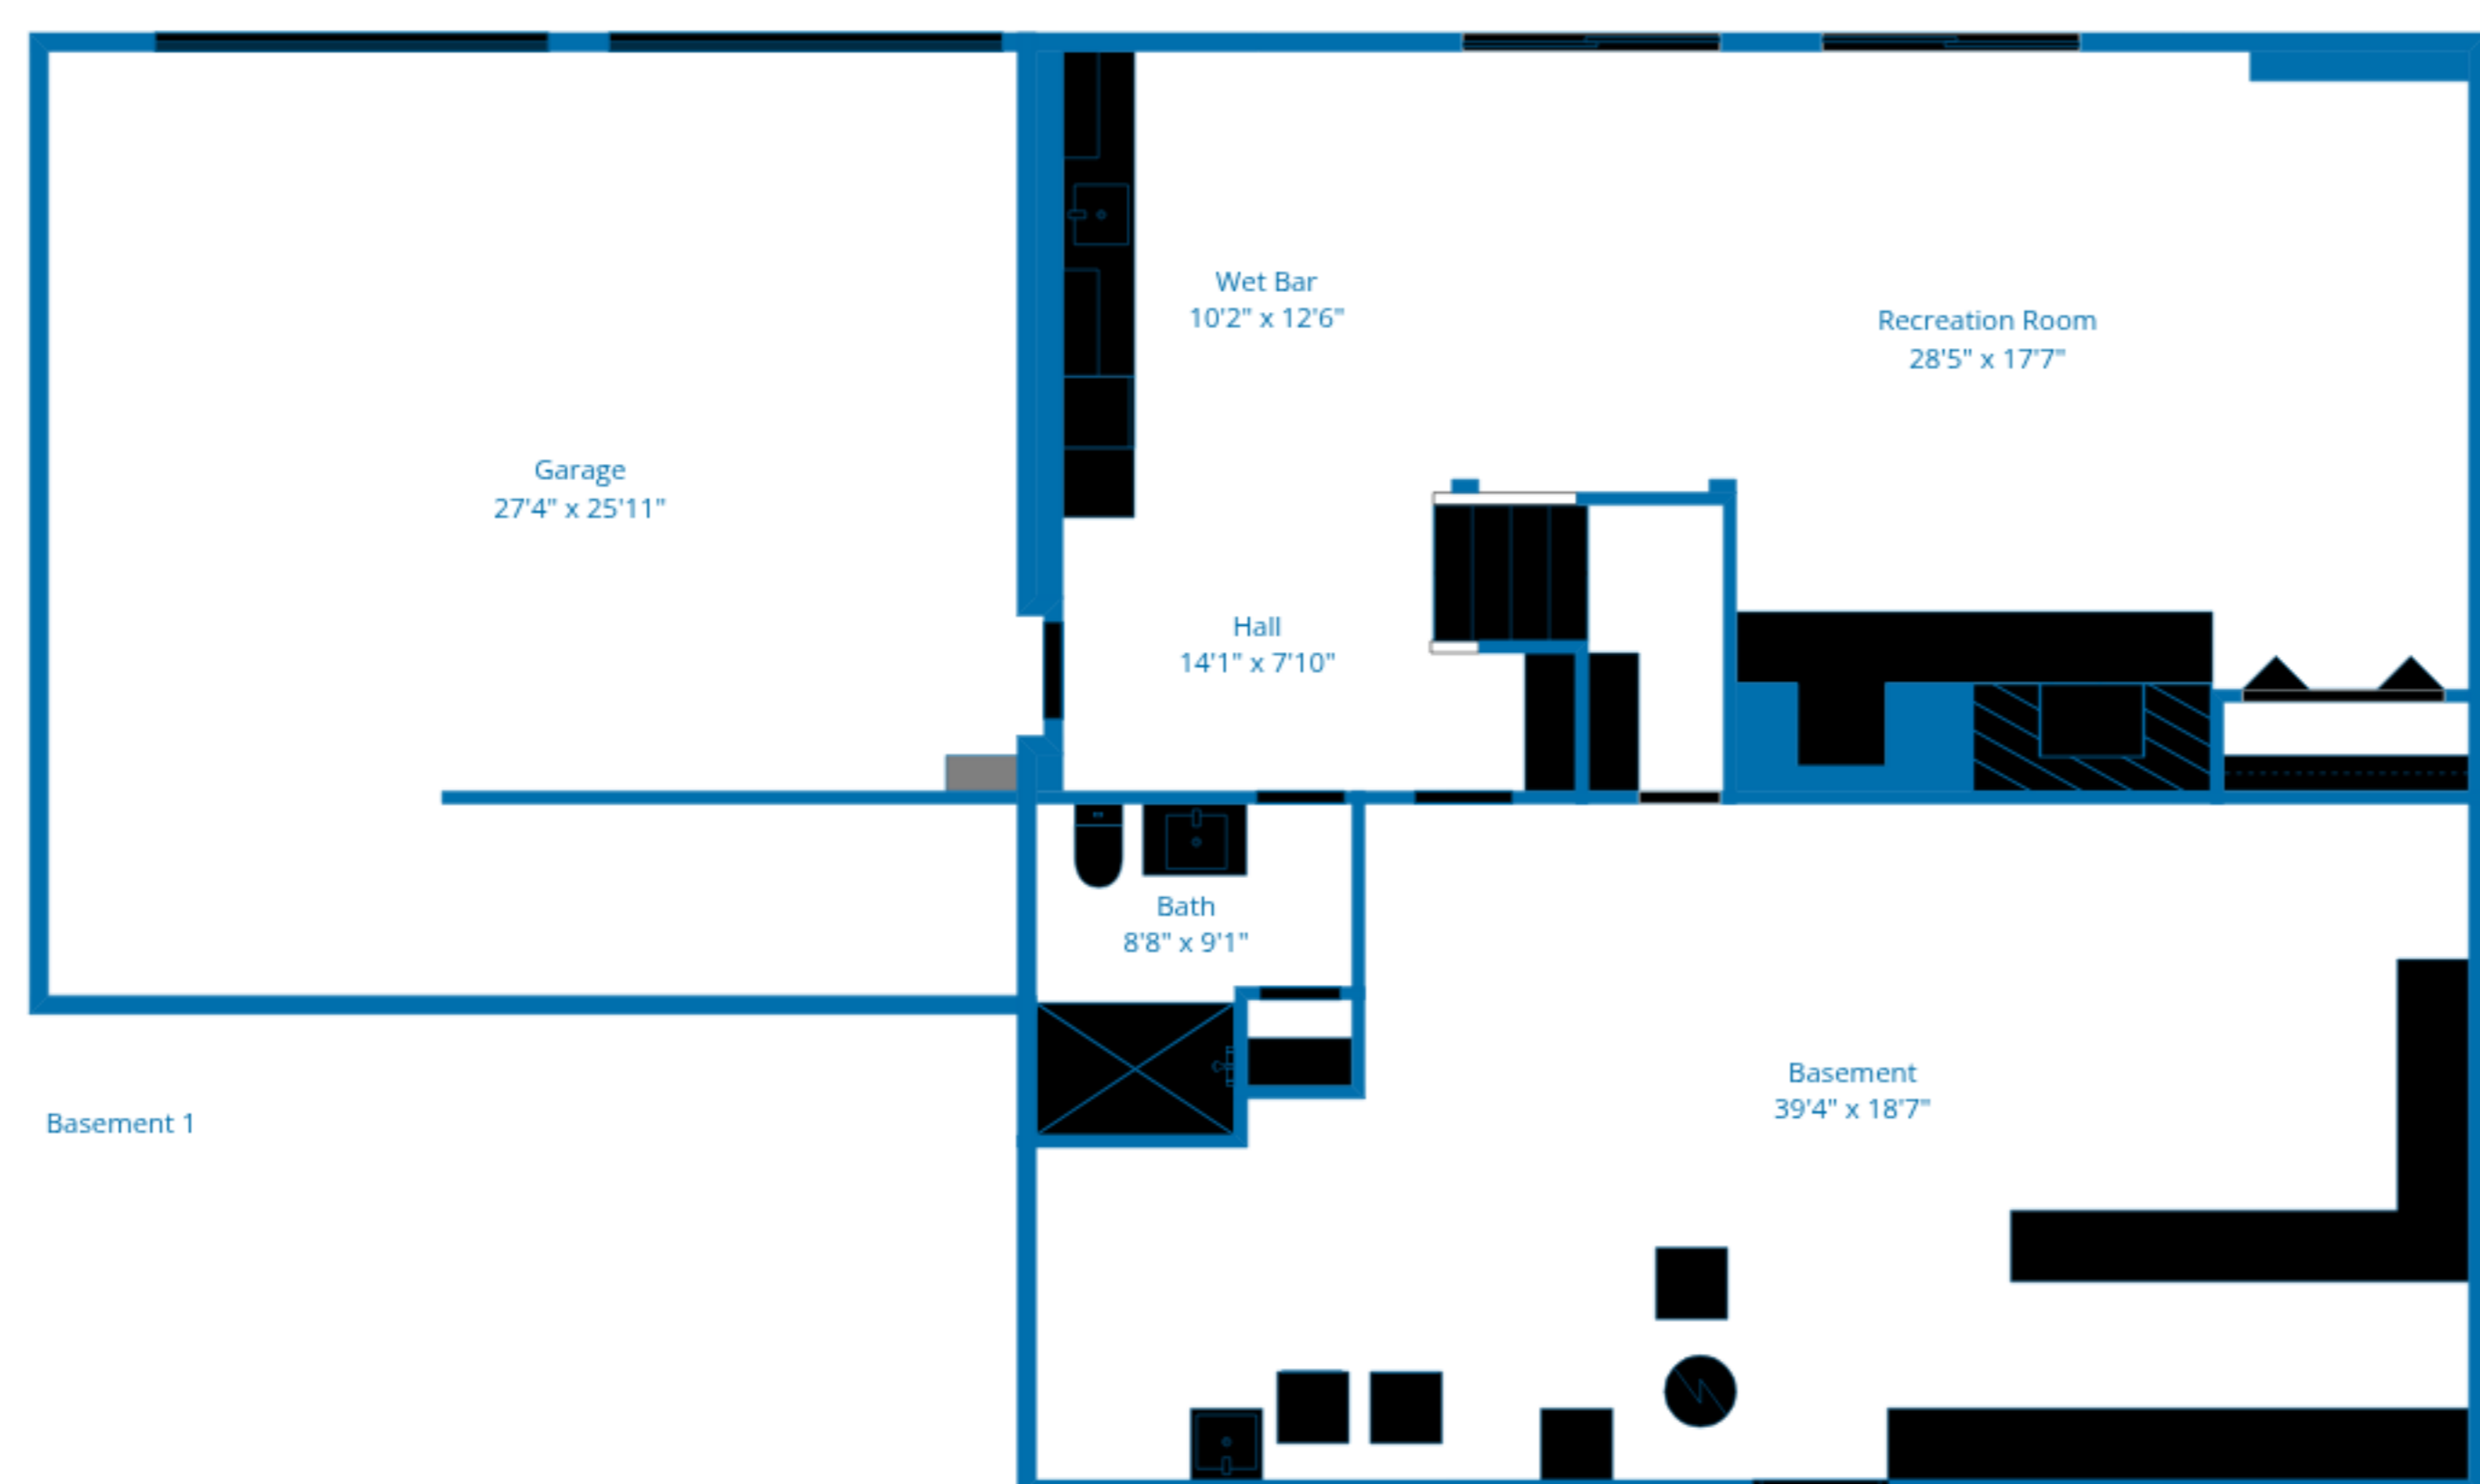 Wet Bar
10'2" x 12'6"
Recreation Room
28'5" x 17'7"
Garage
27'4" x 25'11"
Hall
14'1" x 7'10"
Bath
8'8" x 9'1"
Basement
39'4" x 18'7"
Basement 1